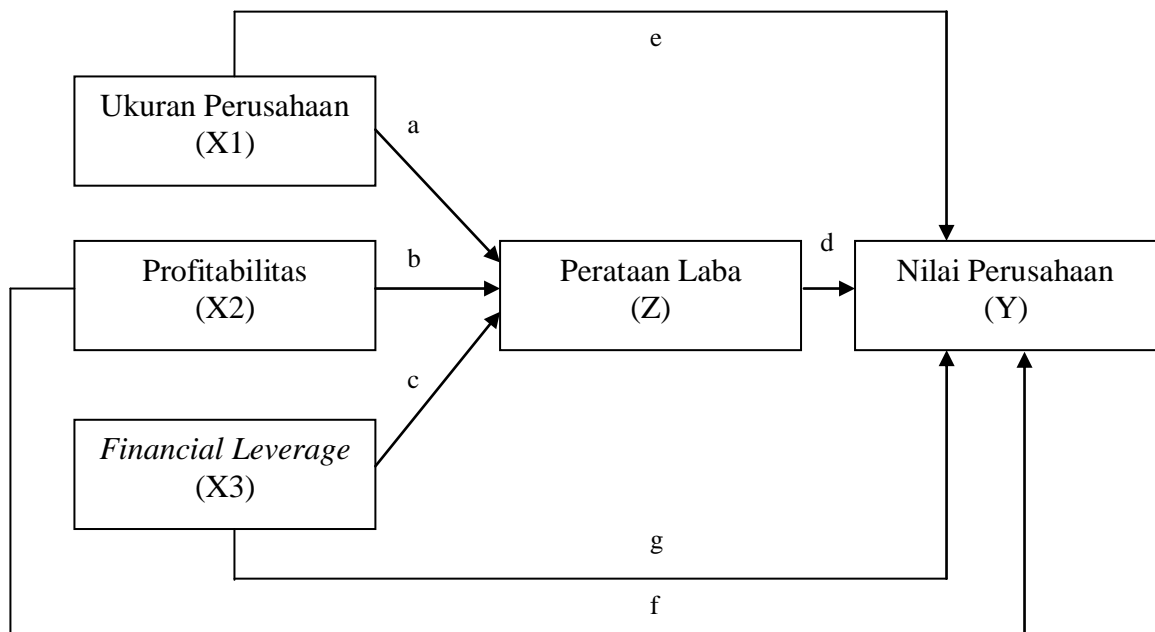 e
Ukuran Perusahaan
(X1)
a
Profitabilitas
(X2)
b
Perataan Laba
(Z)
d
Nilai Perusahaan
(Y)
c
Financial Leverage
(X3)
g
f